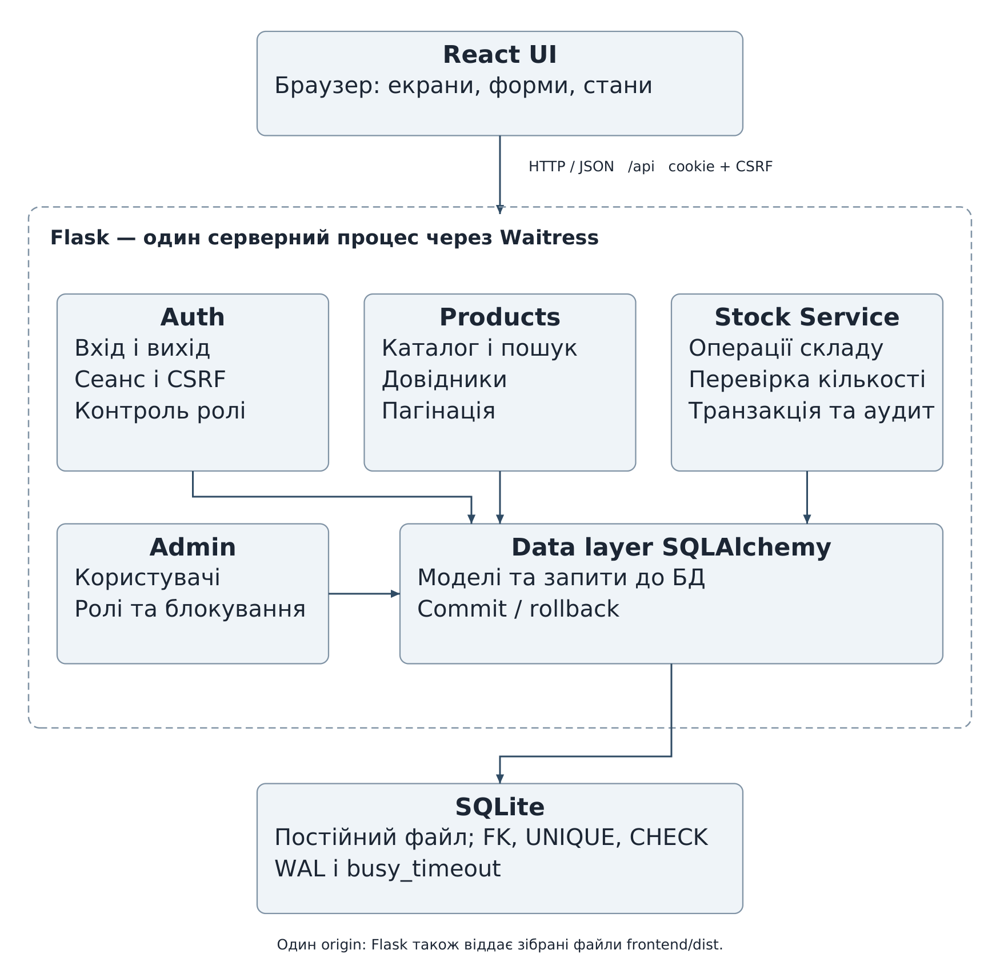 React UI
Браузер: екрани, форми, стани
HTTP / JSON   /api   cookie + CSRF
Flask — один серверний процес через Waitress
Auth
Вхід і вихід
Сеанс і CSRF
Контроль ролі
Products
Каталог і пошук
Довідники
Пагінація
Stock Service
Операції складу
Перевірка кількості
Транзакція та аудит
Admin
Користувачі
Ролі та блокування
Data layer SQLAlchemy
Моделі та запити до БД
Commit / rollback
SQLite
Постійний файл; FK, UNIQUE, CHECK
WAL і busy_timeout
Один origin: Flask також віддає зібрані файли frontend/dist.